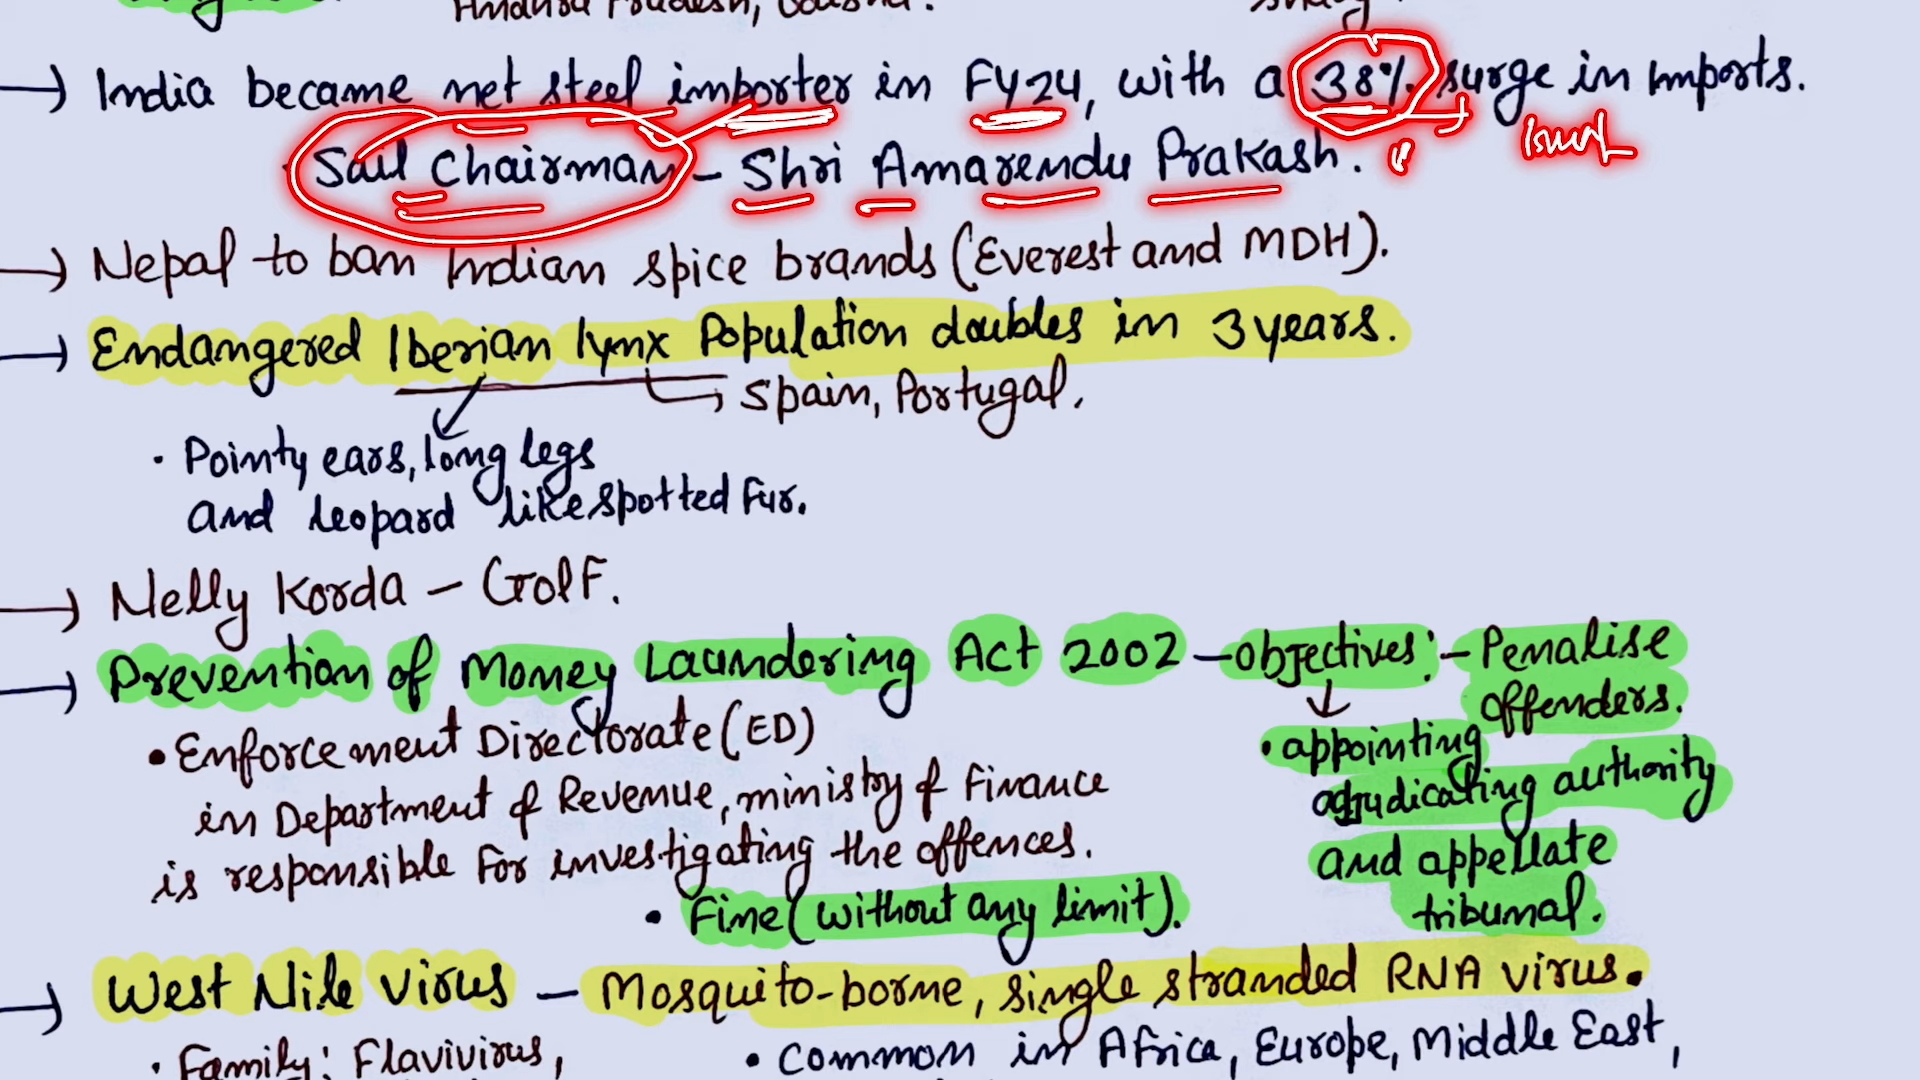 Andhra Pradesh, Odisha.
→ India became net steel importer in FY24, with a 38% surge in imports.
Sail Chairman - Shri Amarendu Prakash.
→ Nepal to ban Indian spice brands (Everest and MDH).
→ Endangered Iberian lynx Population doubles in 3 years.
→ Spain, Portugal.
• Pointy ears, long legs
and leopard like spotted fur.
→ Nelly Korda - Golf.
→ Prevention of Money Laundering Act 2002 - objectives:- Penalise
offenders.
• Enforcement Directorate (ED)
in Department of Revenue, ministry of Finance
is responsible for investigating the offences.
• Fine (without any limit).
• appointing
adjudicating authority
and appellate
tribunal.
→ West Nile Virus - Mosquito-borne, single stranded RNA virus.
• Family: Flavivirus,
• Common in Africa, Europe, Middle East,